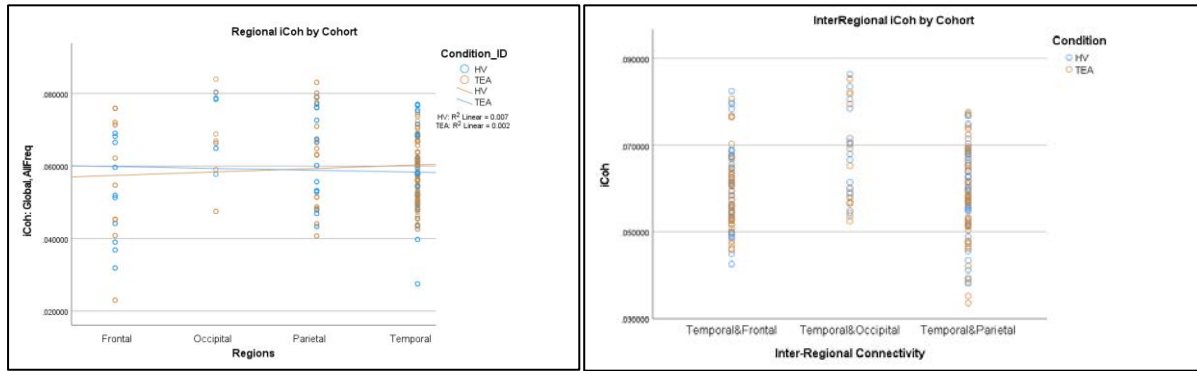 Regional iCoh by Cohort
iCoh: Global, AllFreq
.080000
.060000
.040000
.020000
Frontal
Occipital
Parietal
Temporal
Regions
Condition_ID
HV
TEA
HV
TEA
HV: R² Linear = 0.007
TEA: R² Linear = 0.002
InterRegional iCoh by Cohort
iCoh
.090000
.070000
.050000
.030000
Temporal&Frontal
Temporal&Occipital
Temporal&Parietal
Inter-Regional Connectivity
Condition
HV
TEA